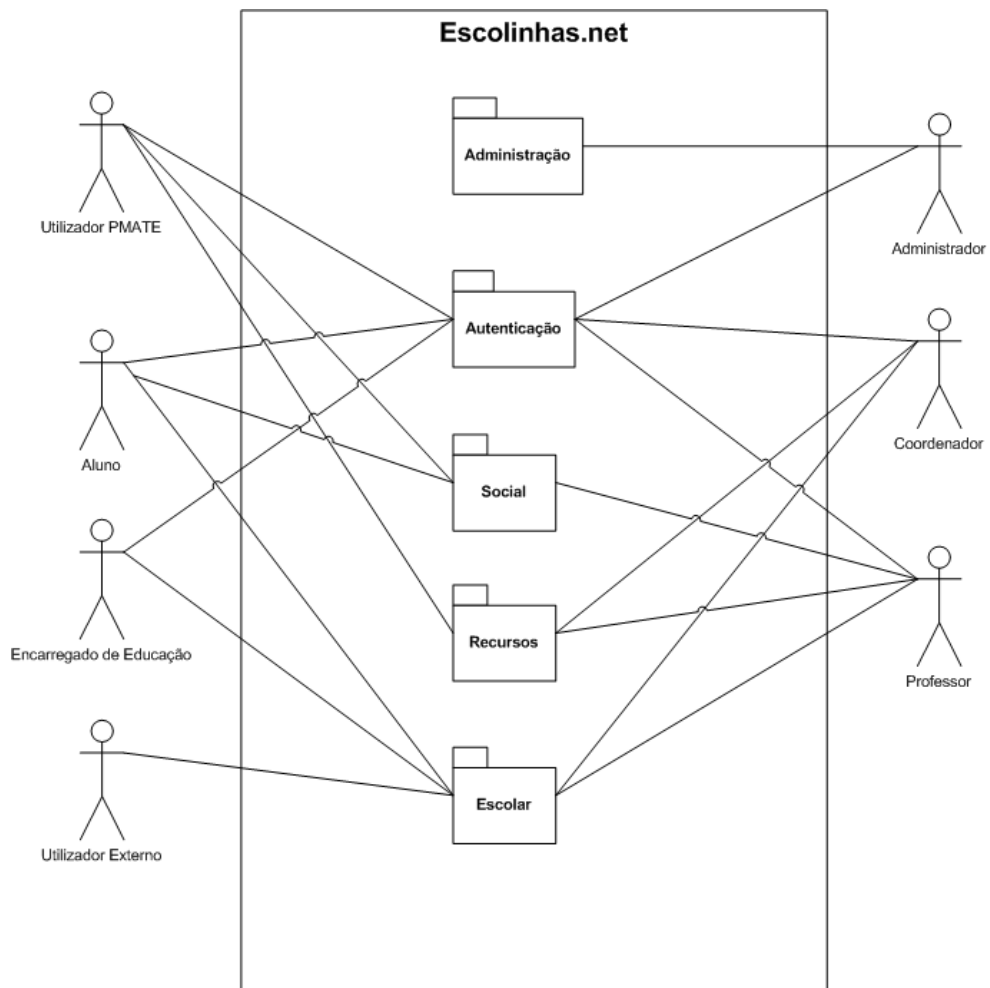 Escolinhas.net
Administração
Utilizador PMATE
Administrador
Autenticação
Aluno
Coordenador
Social
Encarregado de Educação
Recursos
Professor
Escolar
Utilizador Externo